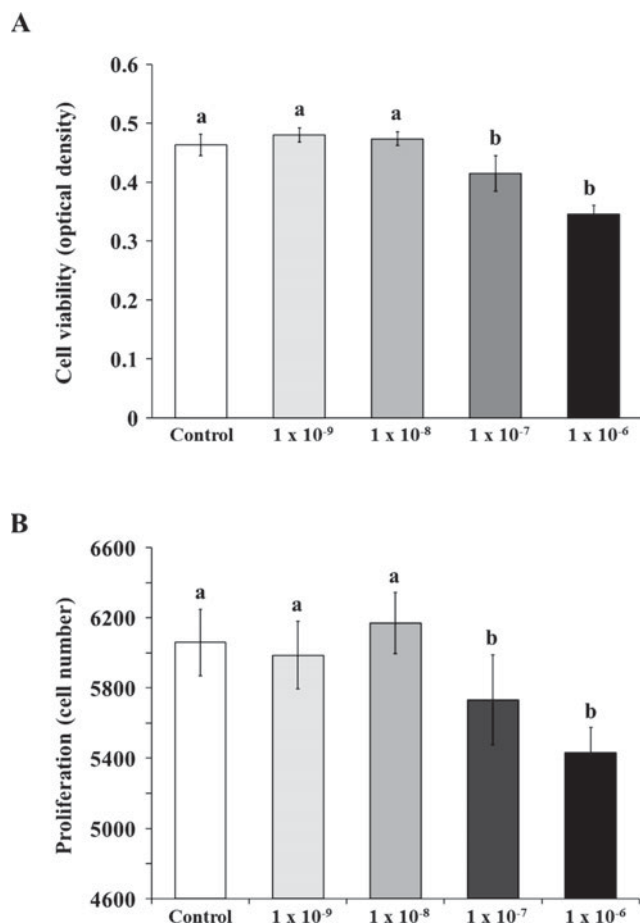 A
Cell viability (optical density)
0.6
0.5
0.4
0.3
0.2
0.1
0
a
a
a
b
b
Control
1 x 10⁻⁹
1 x 10⁻⁸
1 x 10⁻⁷
1 x 10⁻⁶
B
Proliferation (cell number)
6600
6200
5800
5400
5000
4600
a
a
a
b
b
Control
1 x 10⁻⁹
1 x 10⁻⁸
1 x 10⁻⁷
1 x 10⁻⁶